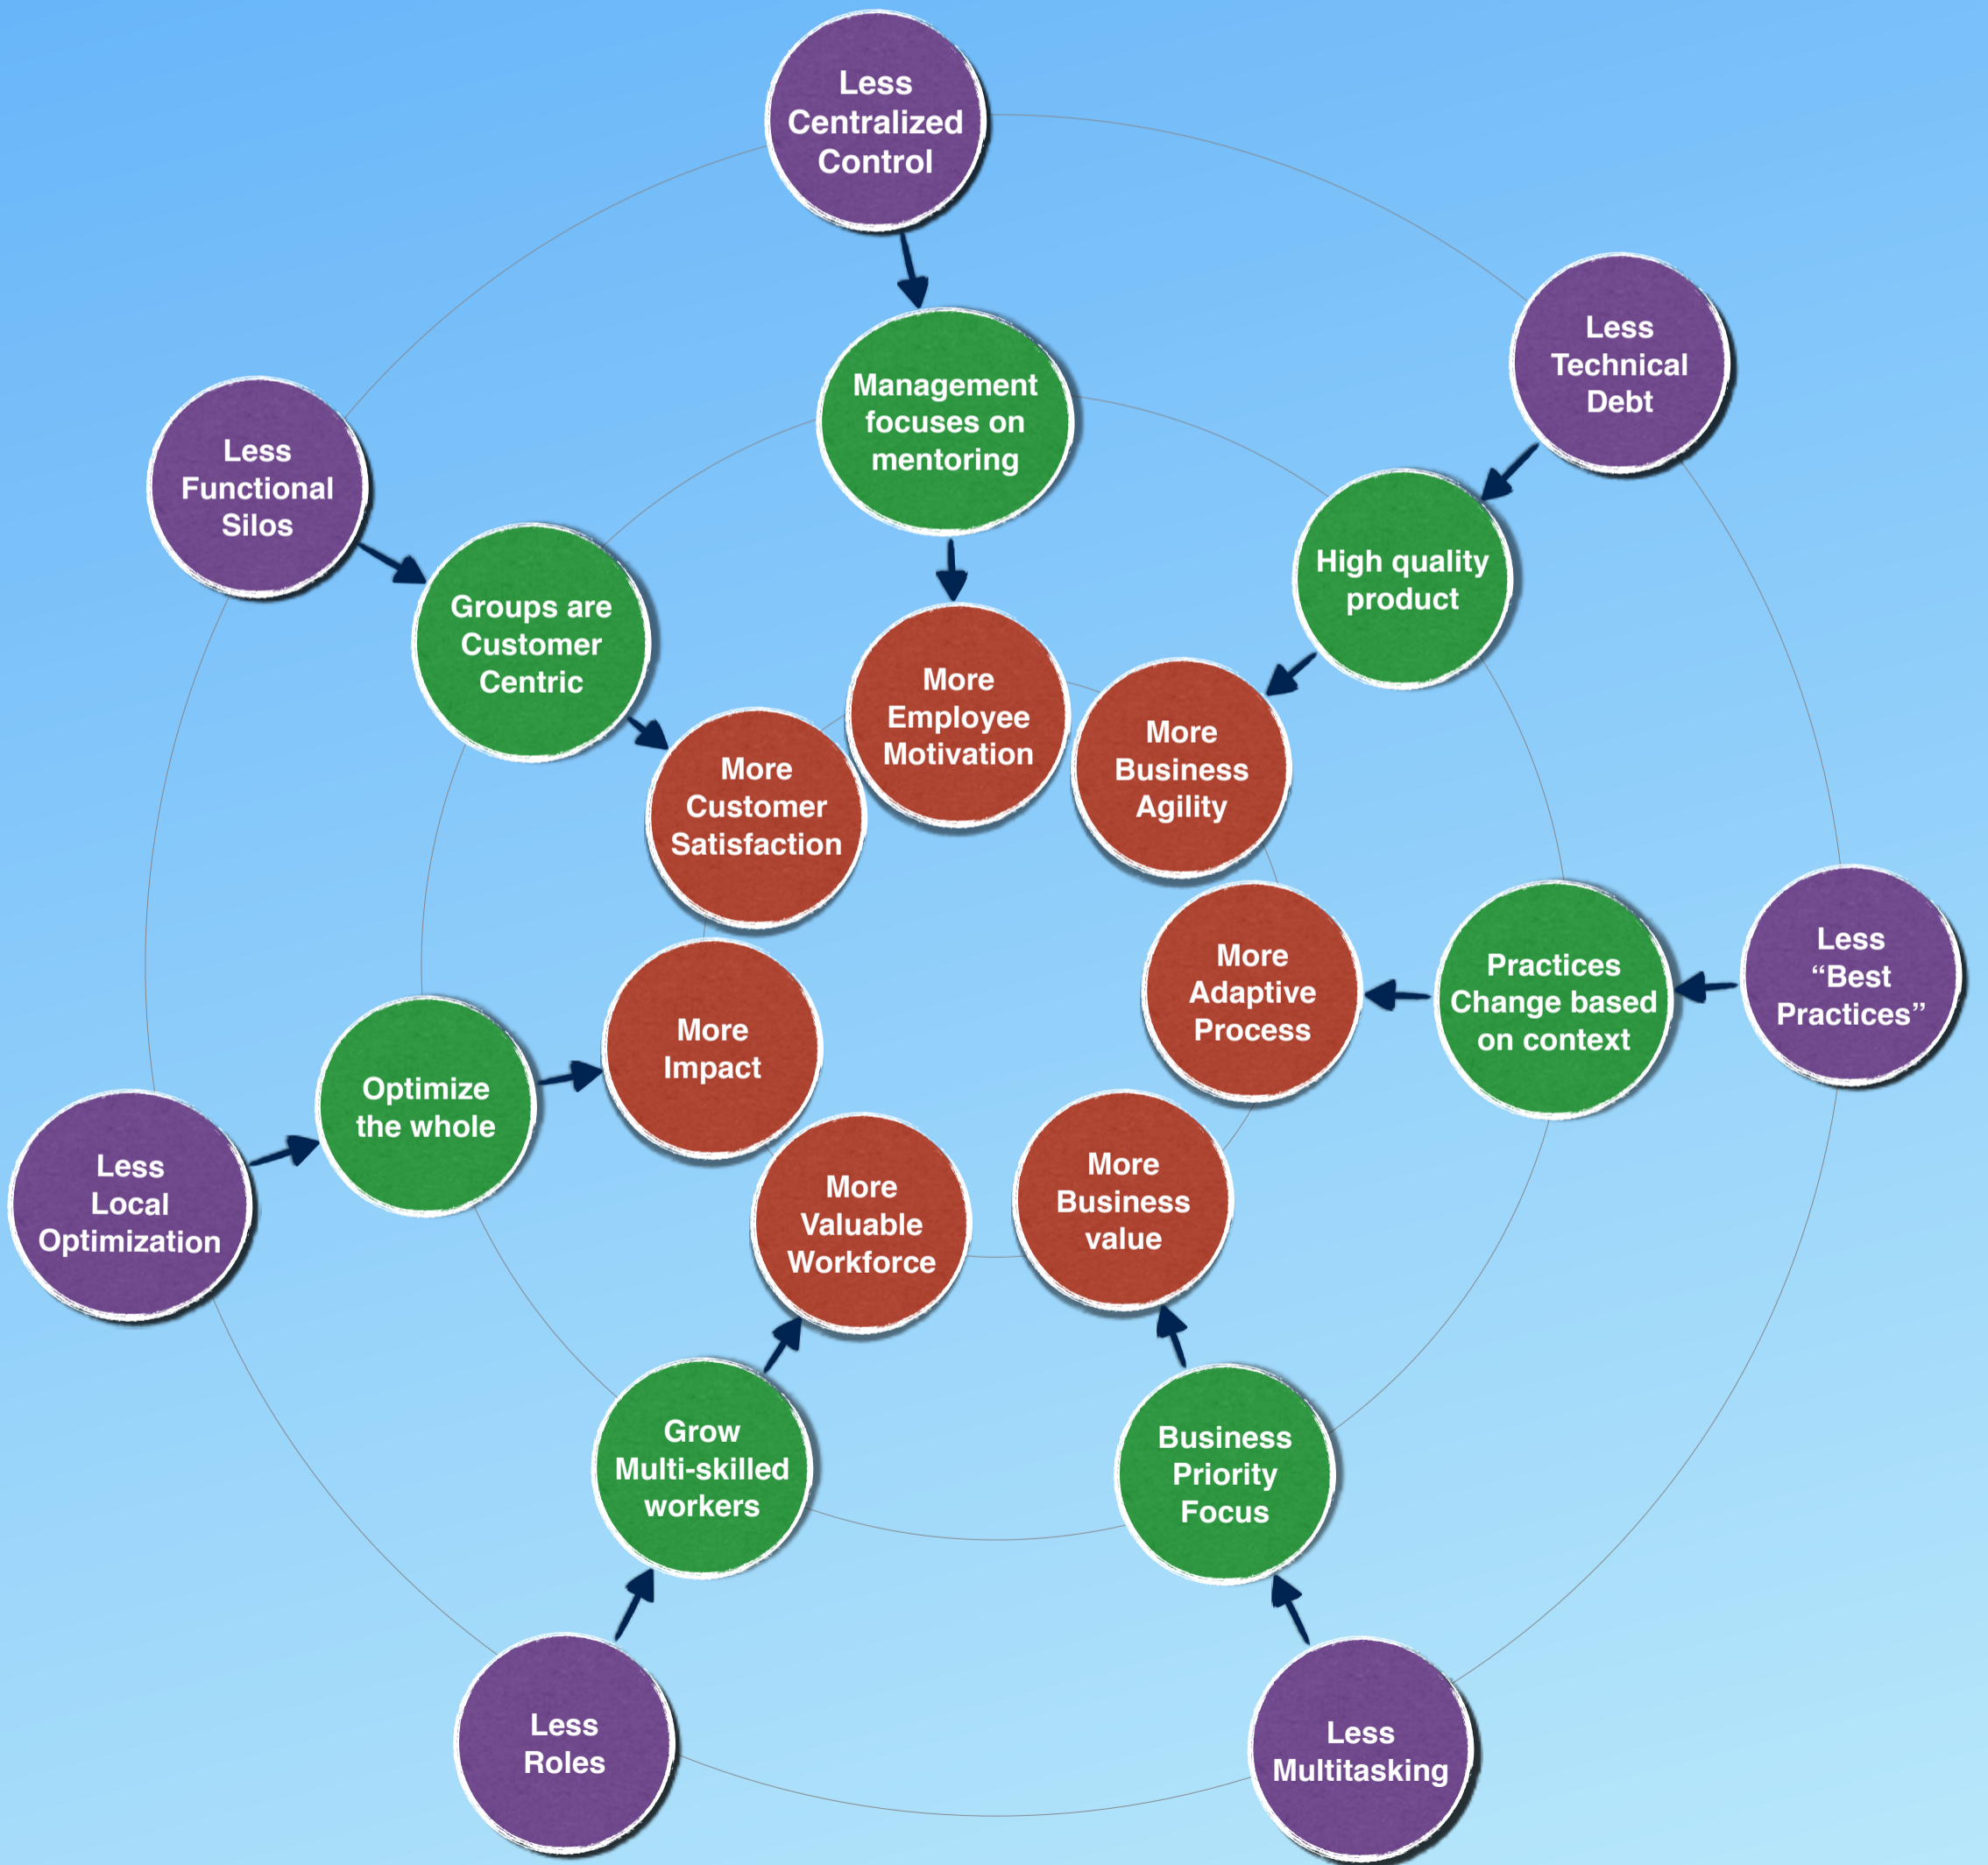 Less
Centralized
Control
Less
Technical
Debt
Management
focuses on
mentoring
Less
Functional
Silos
High quality
product
Groups are
Customer
Centric
More
Employee
Motivation
More
Business
Agility
More
Customer
Satisfaction
Less
“Best
Practices”
Practices
Change based
on context
More
Adaptive
Process
More
Impact
Optimize
the whole
Less
Local
Optimization
More
Valuable
Workforce
More
Business
value
Grow
Multi-skilled
workers
Business
Priority
Focus
Less
Roles
Less
Multitasking